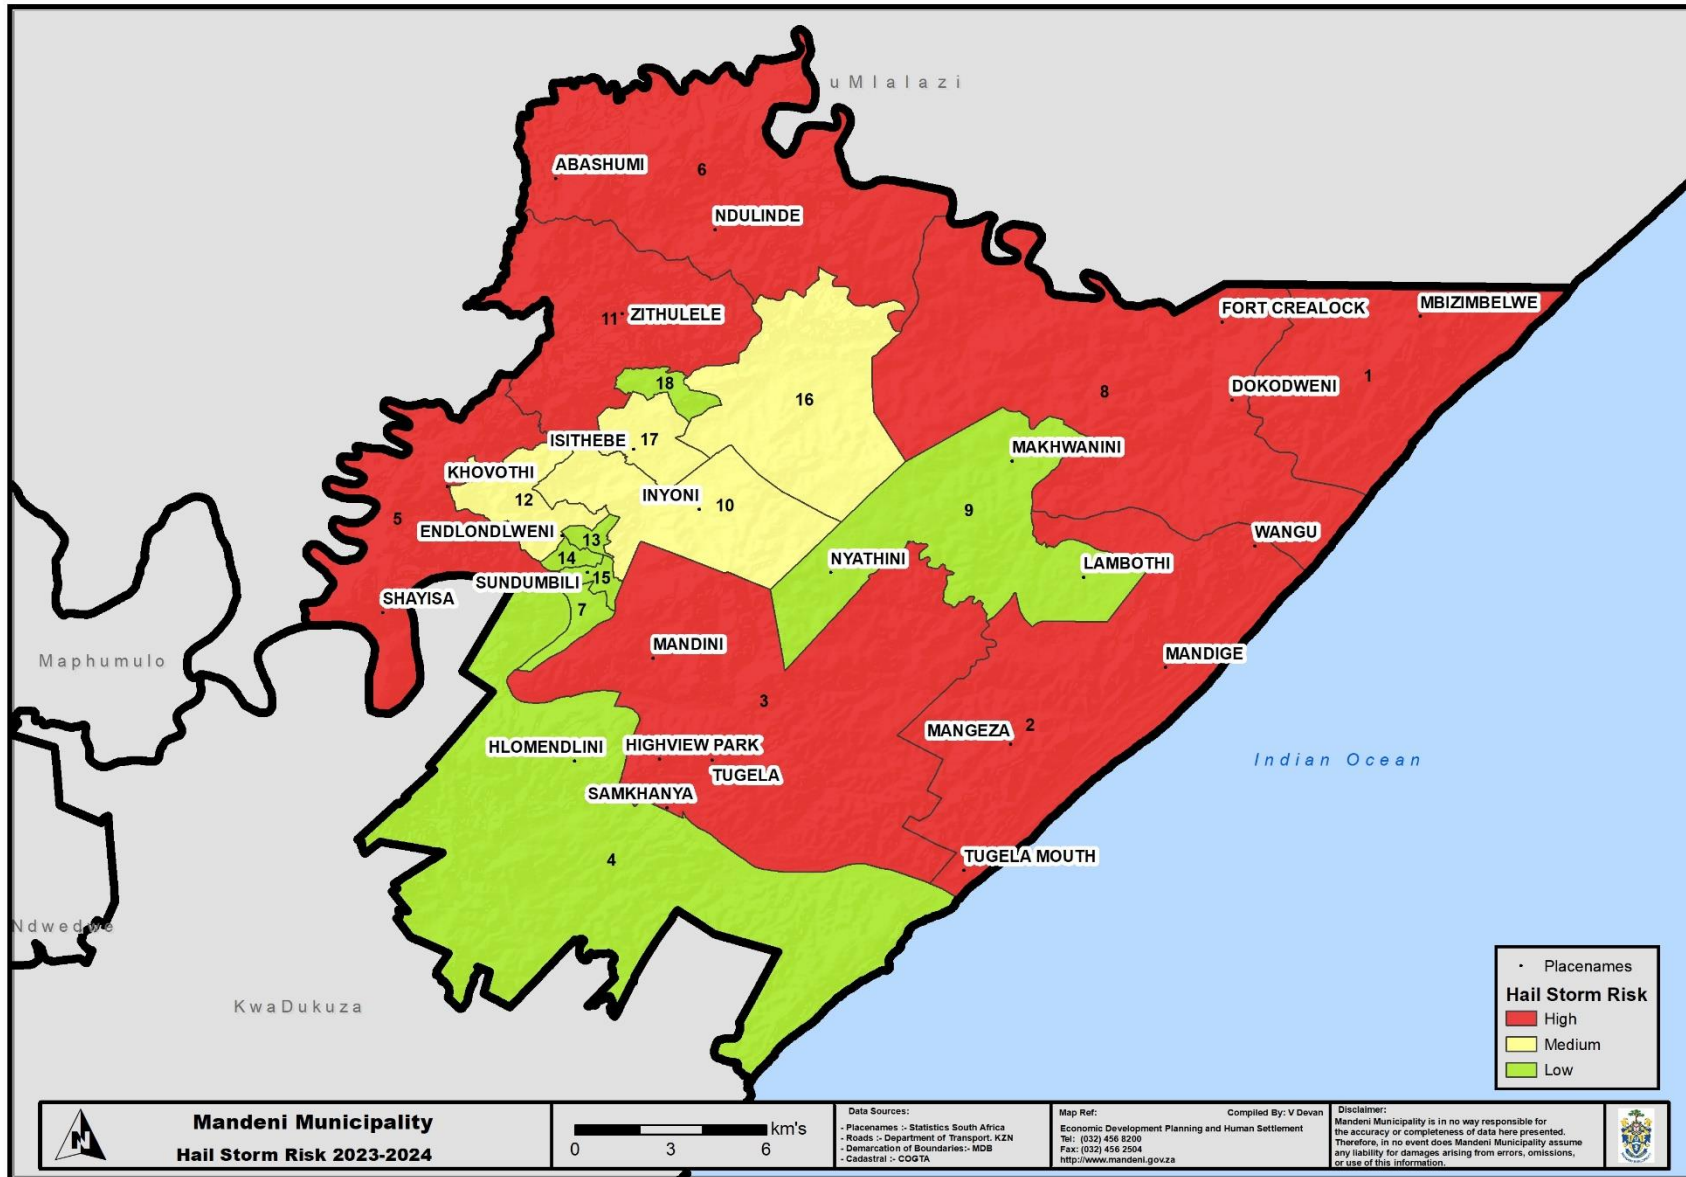 uMlalazi
ABASHUMI
6
NDULINDE
MBIZIMBELWE
FORT CREALOCK
11
ZITHULELE
1
18
DOKODWENI
8
16
ISITHEBE
17
MAKHWANINI
KHOVOTHI
12
INYONI
10
9
5
ENDLONDLWENI
13
WANGU
14
NYATHINI
LAMBOTHI
SUNDUMBILI
15
SHAYISA
7
MANDINI
MANDIGE
Maphumulo
3
2
MANGEZA
HLOMENDLINI
HIGHVIEW PARK
TUGELA
Indian Ocean
SAMKHANYA
4
TUGELA MOUTH
Ndwedwe
KwaDukuza
Placenames
Hail Storm Risk
High
Medium
Low
N
Mandeni Municipality
Hail Storm Risk 2023-2024
km's
0 3 6
Data Sources:
- Placenames :- Statistics South Africa
- Roads :- Department of Transport. KZN
- Demarcation of Boundaries:- MDB
- Cadastral :- COGTA
Map Ref: Compiled By: V Devan
Economic Development Planning and Human Settlement
Tel: (032) 456 8200
Fax: (032) 456 2504
http://www.mandeni.gov.za
Disclaimer:
Mandeni Municipality is in no way responsible for
the accuracy or completeness of data here presented.
Therefore, in no event does Mandeni Municipality assume
any liability for damages arising from errors, omissions,
or use of this information.